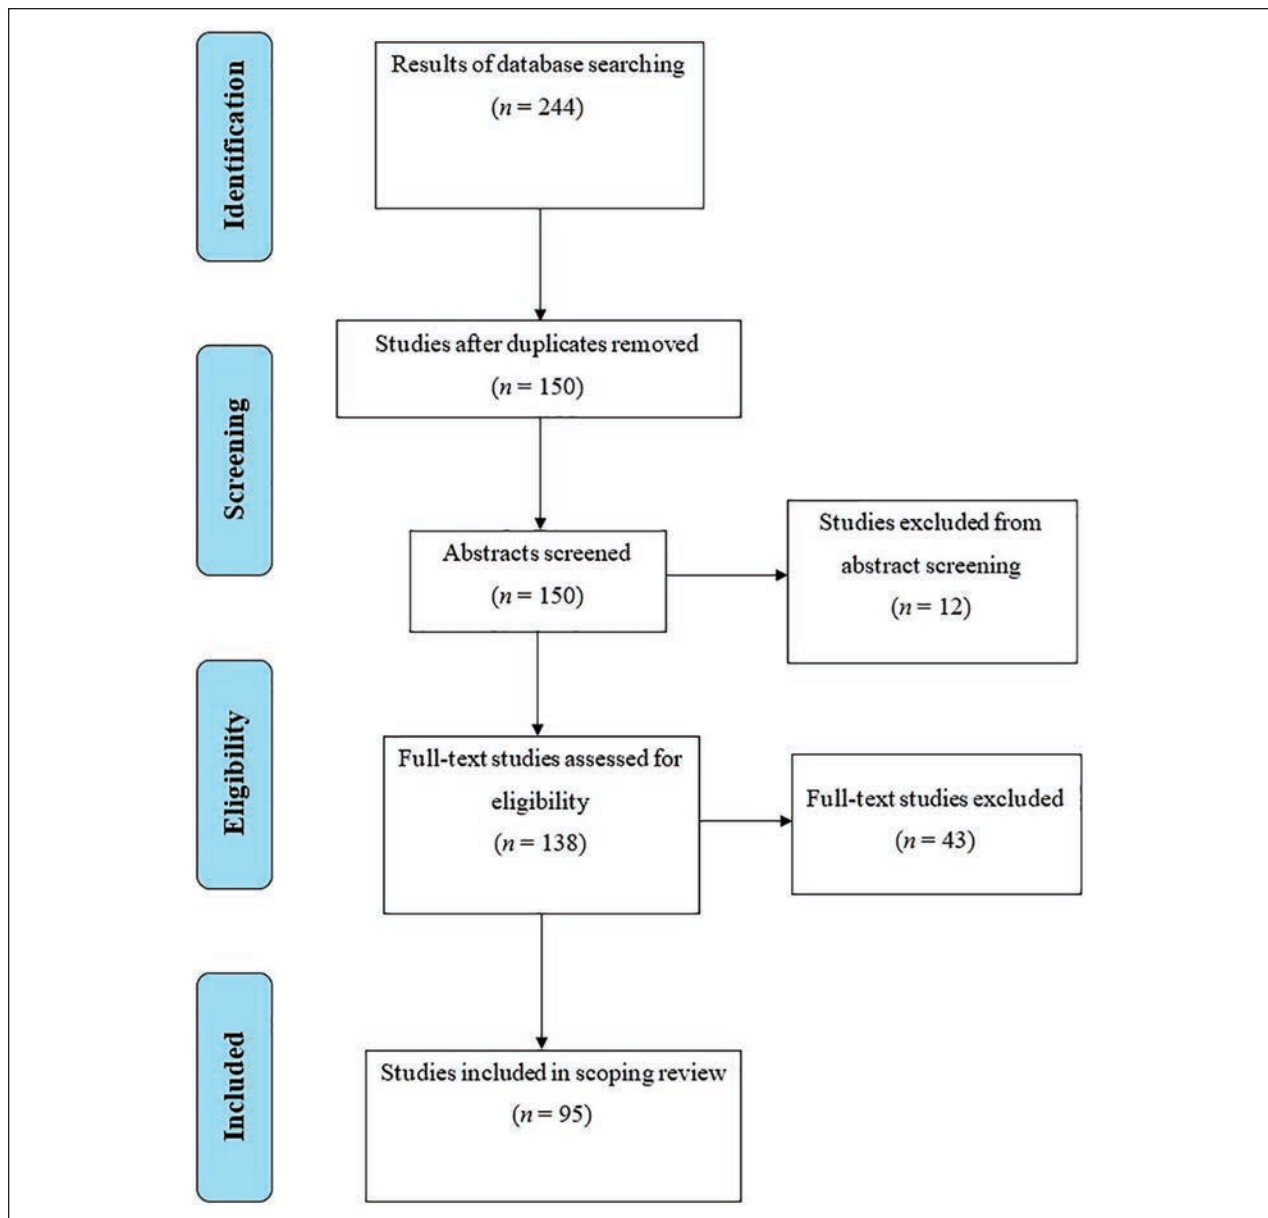 Identification
Results of database searching
(n = 244)
Screening
Studies after duplicates removed
(n = 150)
Abstracts screened
(n = 150)
Studies excluded from
abstract screening
(n = 12)
Eligibility
Full-text studies assessed for
eligibility
(n = 138)
Full-text studies excluded
(n = 43)
Included
Studies included in scoping review
(n = 95)